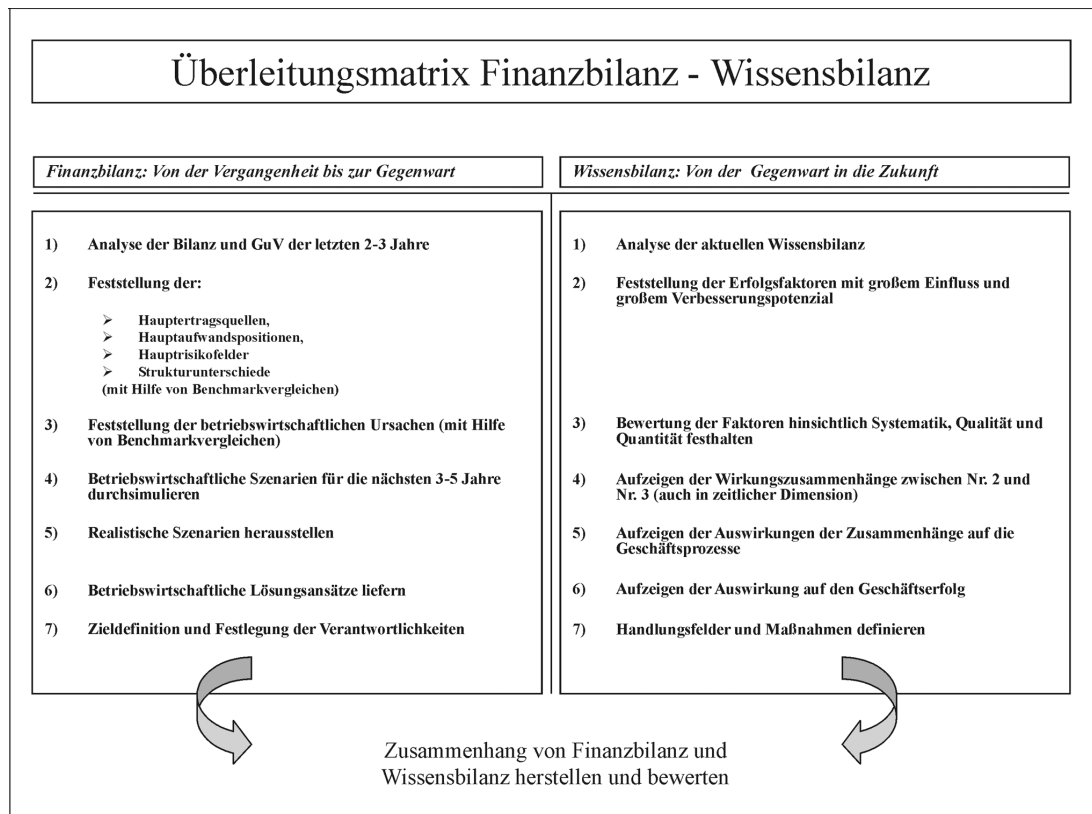 Überleitungsmatrix Finanzbilanz - Wissensbilanz
Finanzbilanz: Von der Vergangenheit bis zur Gegenwart
1) Analyse der Bilanz und GuV der letzten 2-3 Jahre
2) Feststellung der:
➢ Hauptertragsquellen,
➢ Hauptaufwandspositionen,
➢ Hauptrisikofelder
➢ Strukturunterschiede
(mit Hilfe von Benchmarkvergleichen)
3) Feststellung der betriebswirtschaftlichen Ursachen (mit Hilfe
von Benchmarkvergleichen)
4) Betriebswirtschaftliche Szenarien für die nächsten 3-5 Jahre
durchsimulieren
5) Realistische Szenarien herausstellen
6) Betriebswirtschaftliche Lösungsansätze liefern
7) Zieldefinition und Festlegung der Verantwortlichkeiten
Wissensbilanz: Von der Gegenwart in die Zukunft
1) Analyse der aktuellen Wissensbilanz
2) Feststellung der Erfolgsfaktoren mit großem Einfluss und
großem Verbesserungspotenzial
3) Bewertung der Faktoren hinsichtlich Systematik, Qualität und
Quantität festhalten
4) Aufzeigen der Wirkungszusammenhänge zwischen Nr. 2 und
Nr. 3 (auch in zeitlicher Dimension)
5) Aufzeigen der Auswirkungen der Zusammenhänge auf die
Geschäftsprozesse
6) Aufzeigen der Auswirkung auf den Geschäftserfolg
7) Handlungsfelder und Maßnahmen definieren
Zusammenhang von Finanzbilanz und
Wissensbilanz herstellen und bewerten